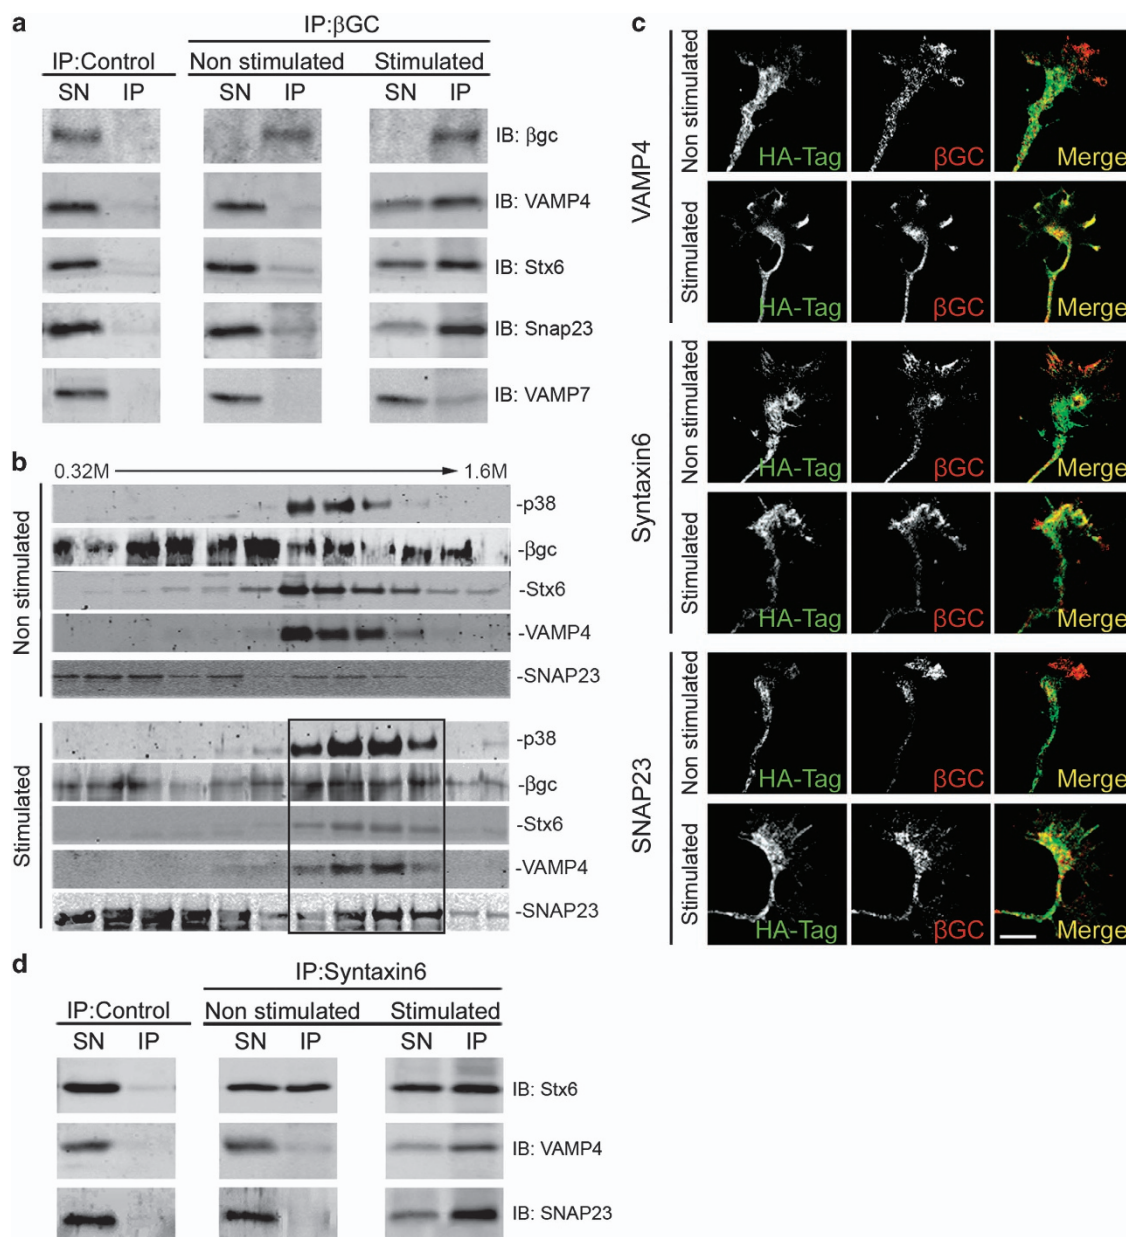 a
IP:βGC
IP:Control
Non stimulated
Stimulated
SN IP SN IP SN IP
IB: βgc
IB: VAMP4
IB: Stx6
IB: Snap23
IB: VAMP7
b
0.32M 1.6M
Non stimulated
-p38
-βgc
-Stx6
-VAMP4
-SNAP23
Stimulated
-p38
-βgc
-Stx6
-VAMP4
-SNAP23
c
VAMP4
Non stimulated
HA-Tag βGC Merge
Stimulated
HA-Tag βGC Merge
Syntaxin6
Non stimulated
HA-Tag βGC Merge
Stimulated
HA-Tag βGC Merge
SNAP23
Non stimulated
HA-Tag βGC Merge
Stimulated
HA-Tag βGC Merge
d
IP:Syntaxin6
IP:Control
Non stimulated
Stimulated
SN IP SN IP SN IP
IB: Stx6
IB: VAMP4
IB: SNAP23